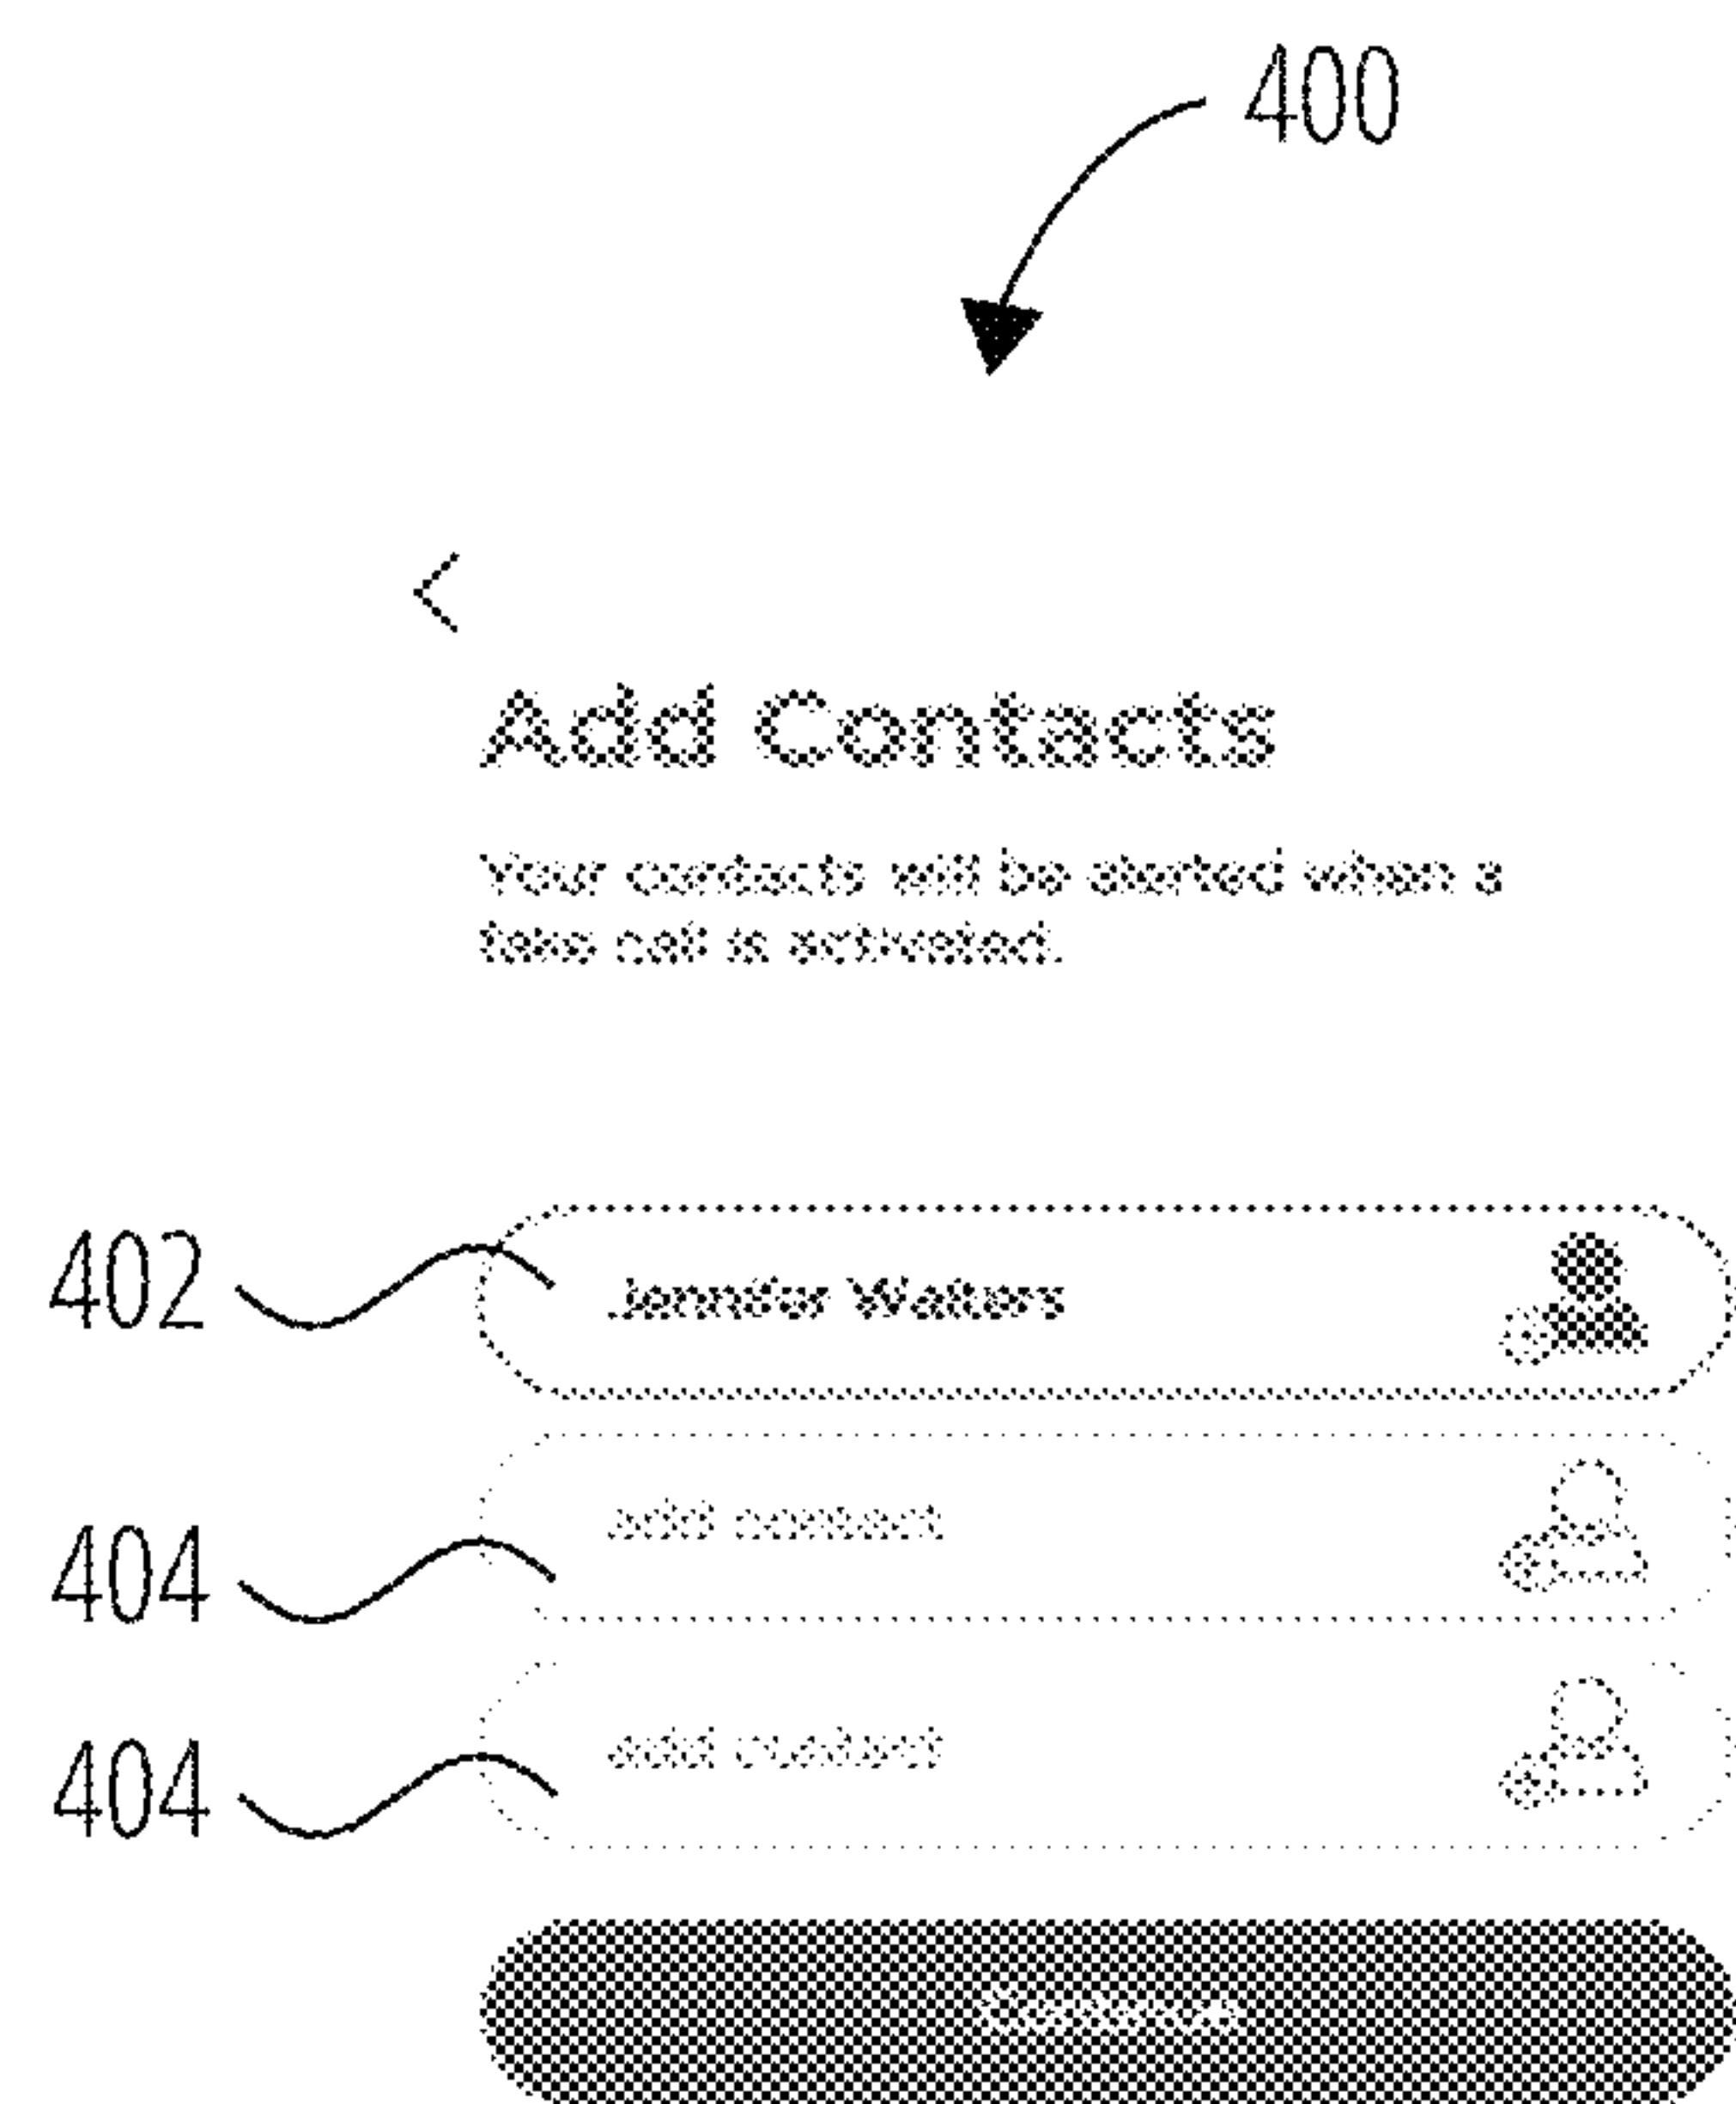 400
<
Add Contacts
Your contacts will be alerted when a
fake call is activated.
402
Jennifer Walters
404
add contact
404
add contact